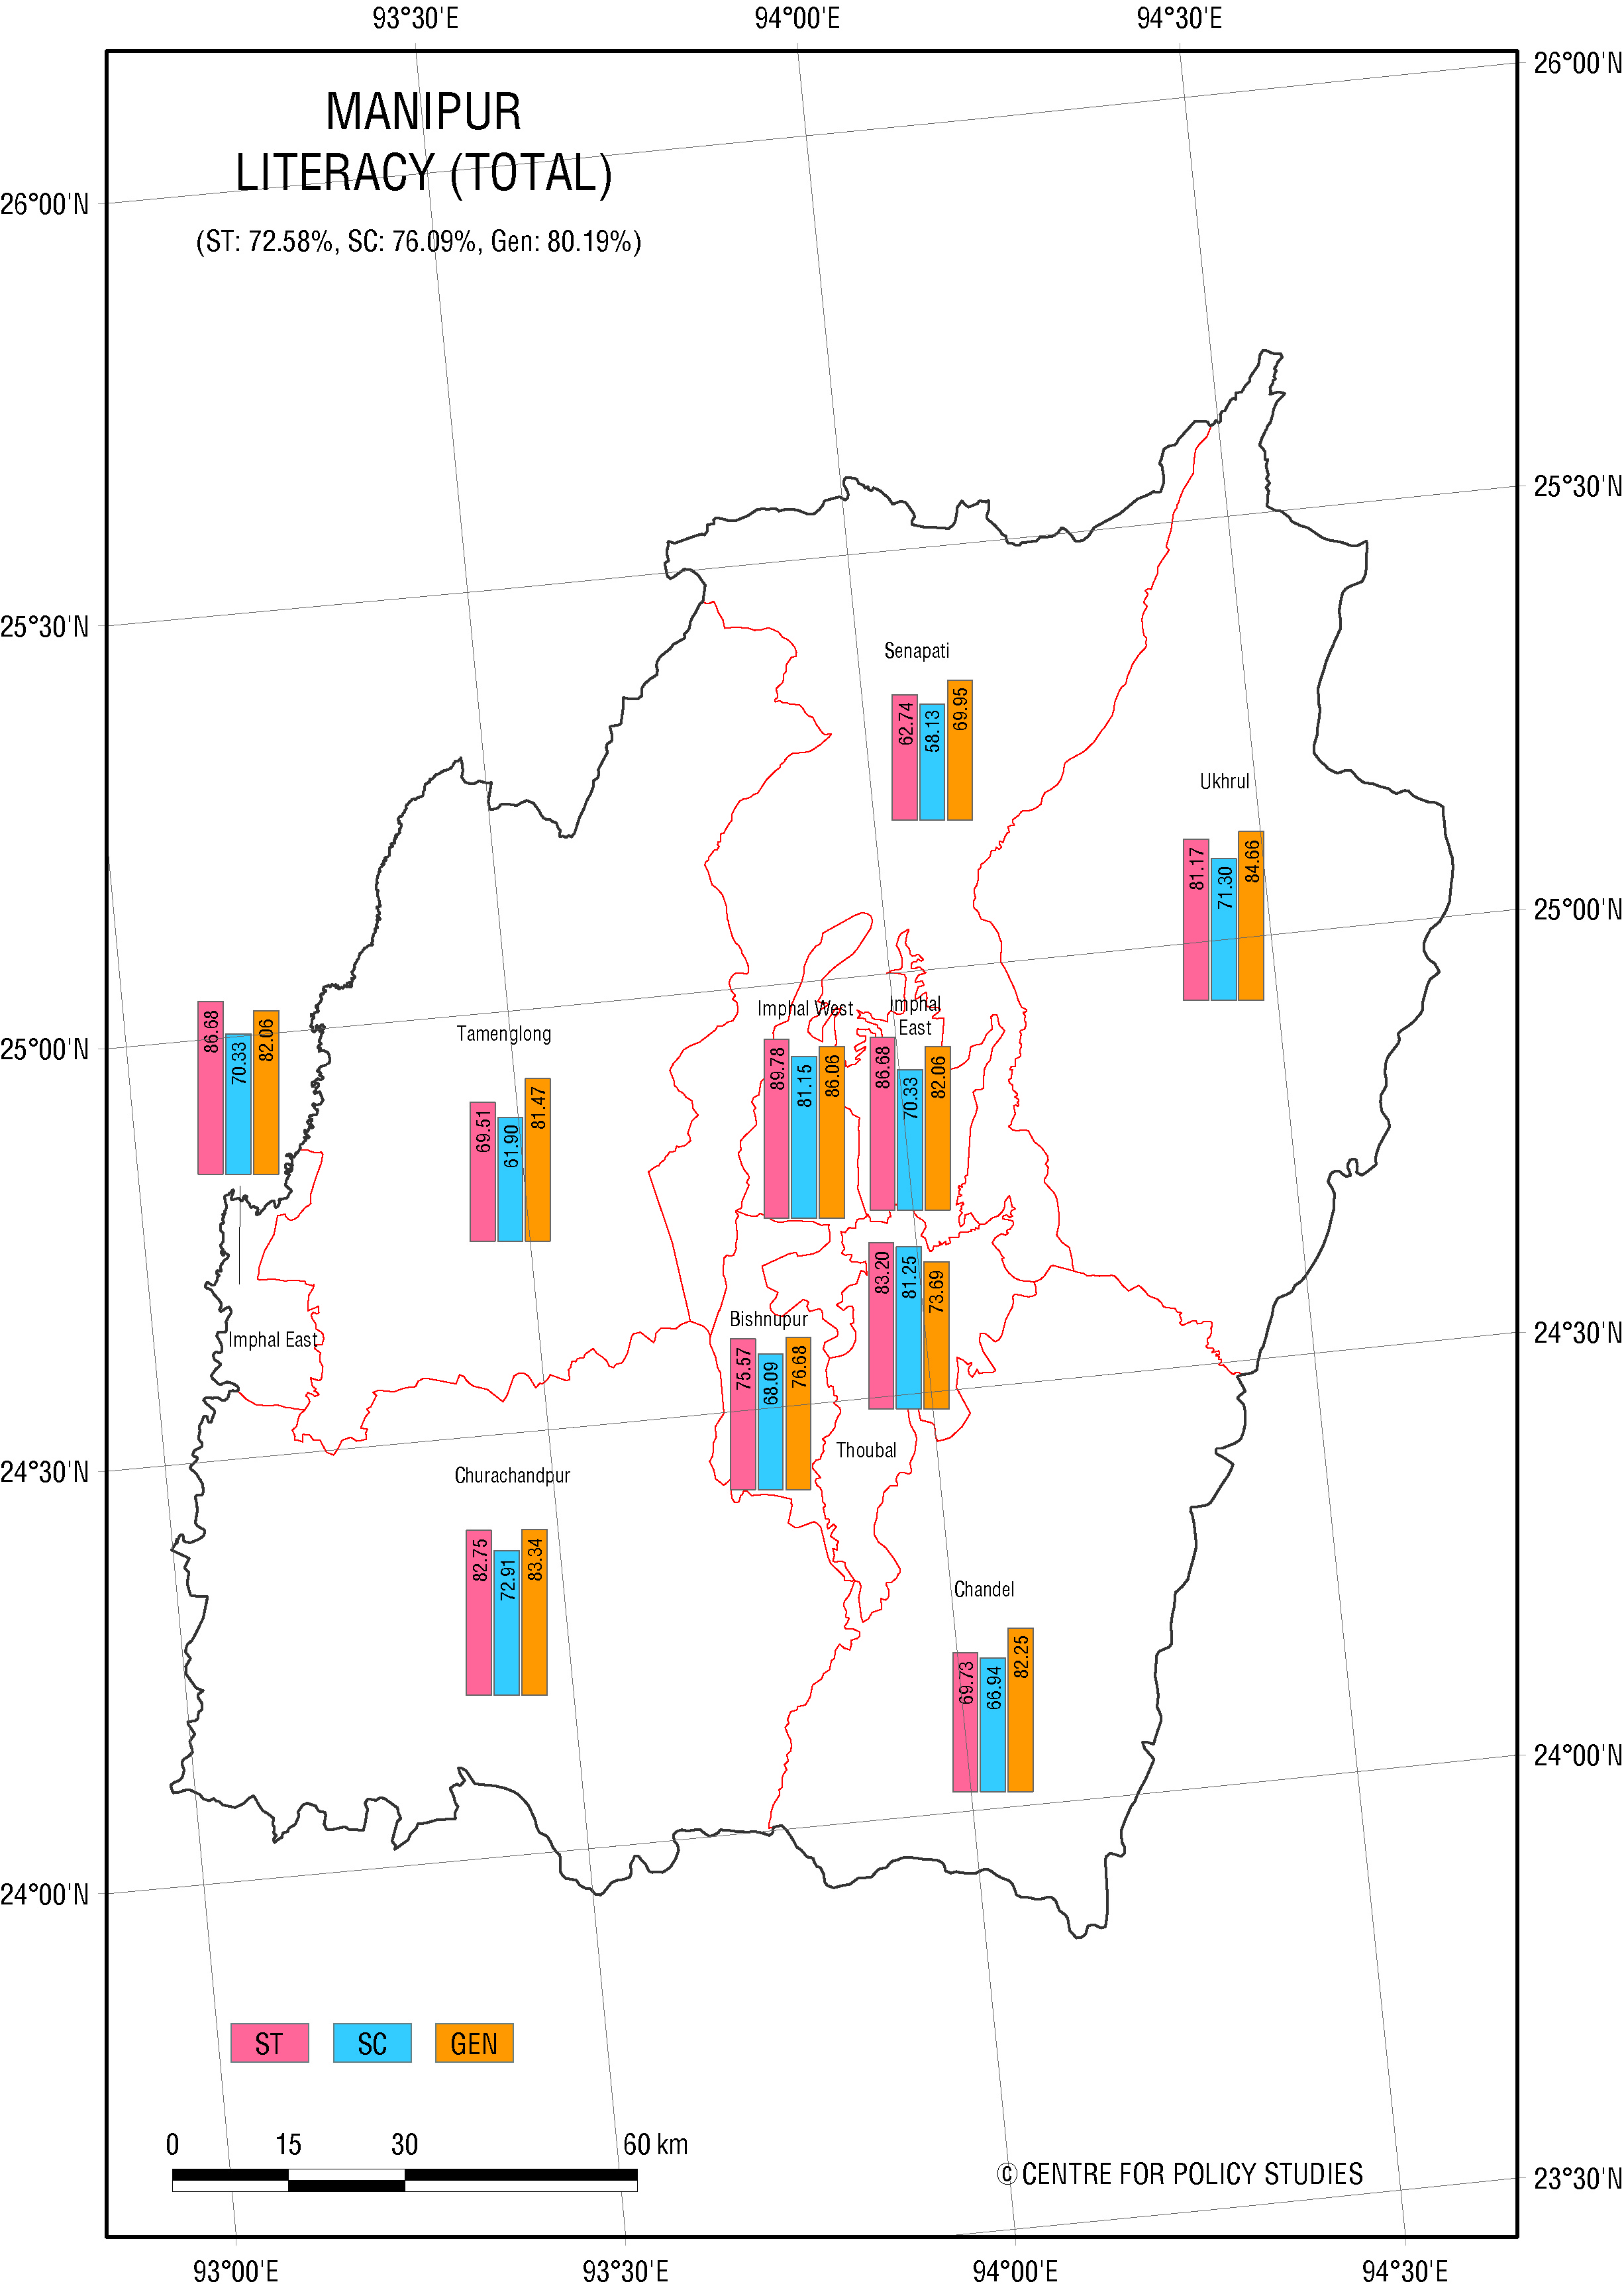 93°30'E 94°00'E 94°30'E
26°00'N
MANIPUR
LITERACY (TOTAL)
26°00'N
(ST: 72.58%, SC: 76.09%, Gen: 80.19%)
25°30'N
25°30'N
Senapati
62.74 58.13 69.95
Ukhrul
81.17 71.30 84.66
25°00'N
Imphal West
Imphal
East
86.68 70.33 82.06
Tamenglong
25°00'N
89.78 81.15 86.06
86.68 70.33 82.06
69.51 61.90 81.47
83.20 81.25 73.69
Bishnupur
24°30'N
Imphal East
75.57 68.09 76.68
Thoubal
24°30'N
Churachandpur
82.75 72.91 83.34
Chandel
69.73 66.94 82.25
24°00'N
24°00'N
ST SC GEN
0 15 30 60 km
© CENTRE FOR POLICY STUDIES
23°30'N
93°00'E 93°30'E 94°00'E 94°30'E